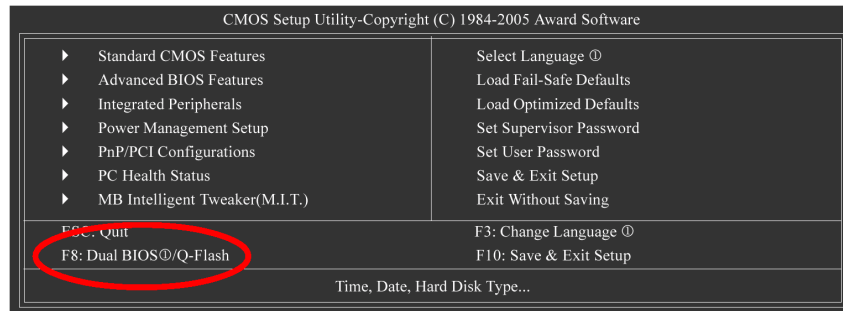 CMOS Setup Utility-Copyright (C) 1984-2005 Award Software
Standard CMOS Features
Advanced BIOS Features
Integrated Peripherals
Power Management Setup
PnP/PCI Configurations
PC Health Status
MB Intelligent Tweaker(M.I.T.)
Select Language ①
Load Fail-Safe Defaults
Load Optimized Defaults
Set Supervisor Password
Set User Password
Save & Exit Setup
Exit Without Saving
ESC: Quit
F3: Change Language ①
F8: Dual BIOS①/Q-Flash
F10: Save & Exit Setup
Time, Date, Hard Disk Type...